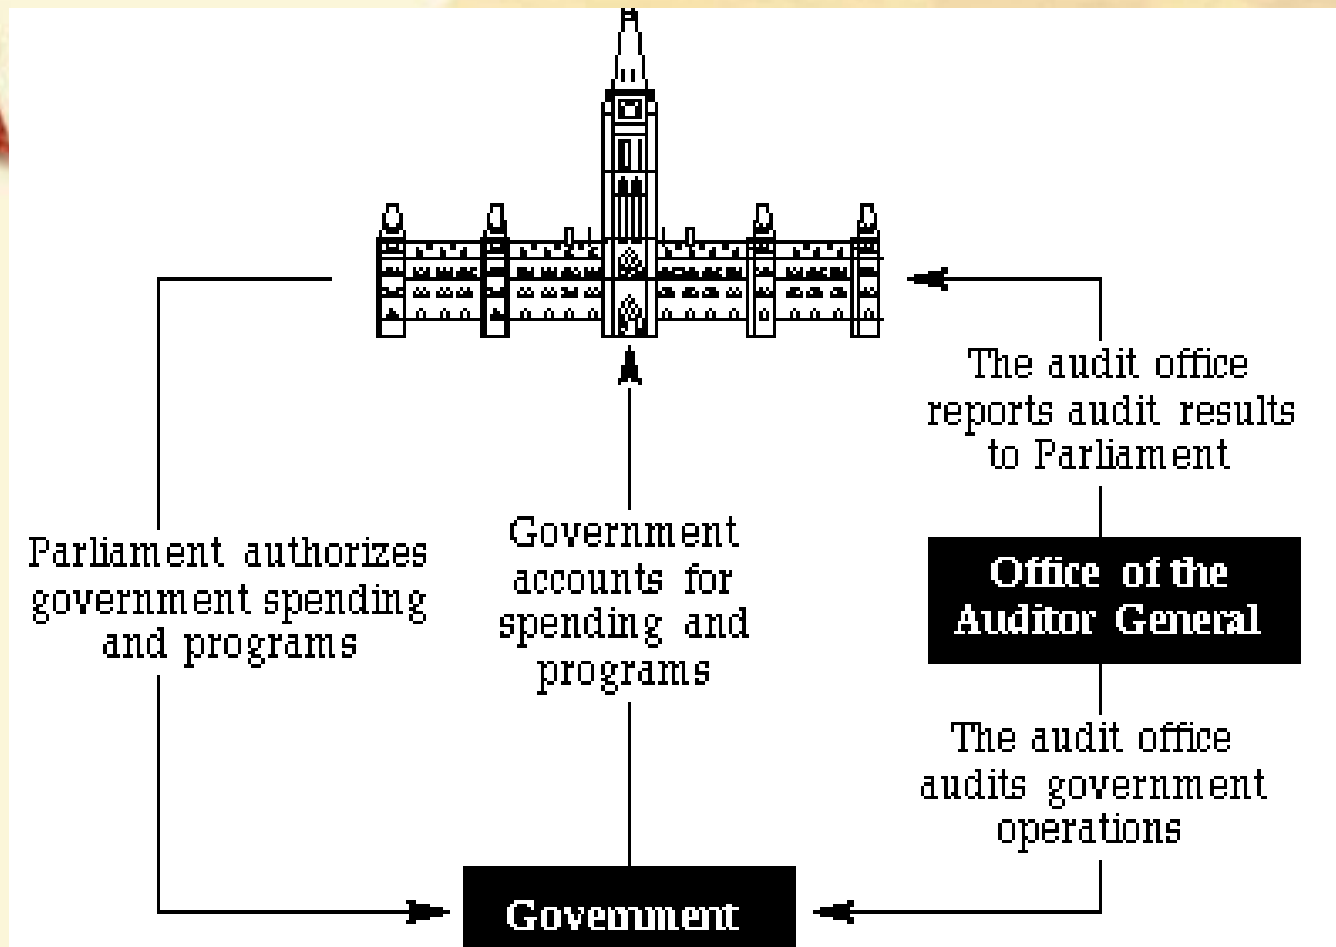 The audit office
reports audit results
to Parliament
Parliament authorizes
government spending
and programs
Government
accounts for
spending and
programs
Office of the
Auditor General
The audit office
audits government
operations
Government